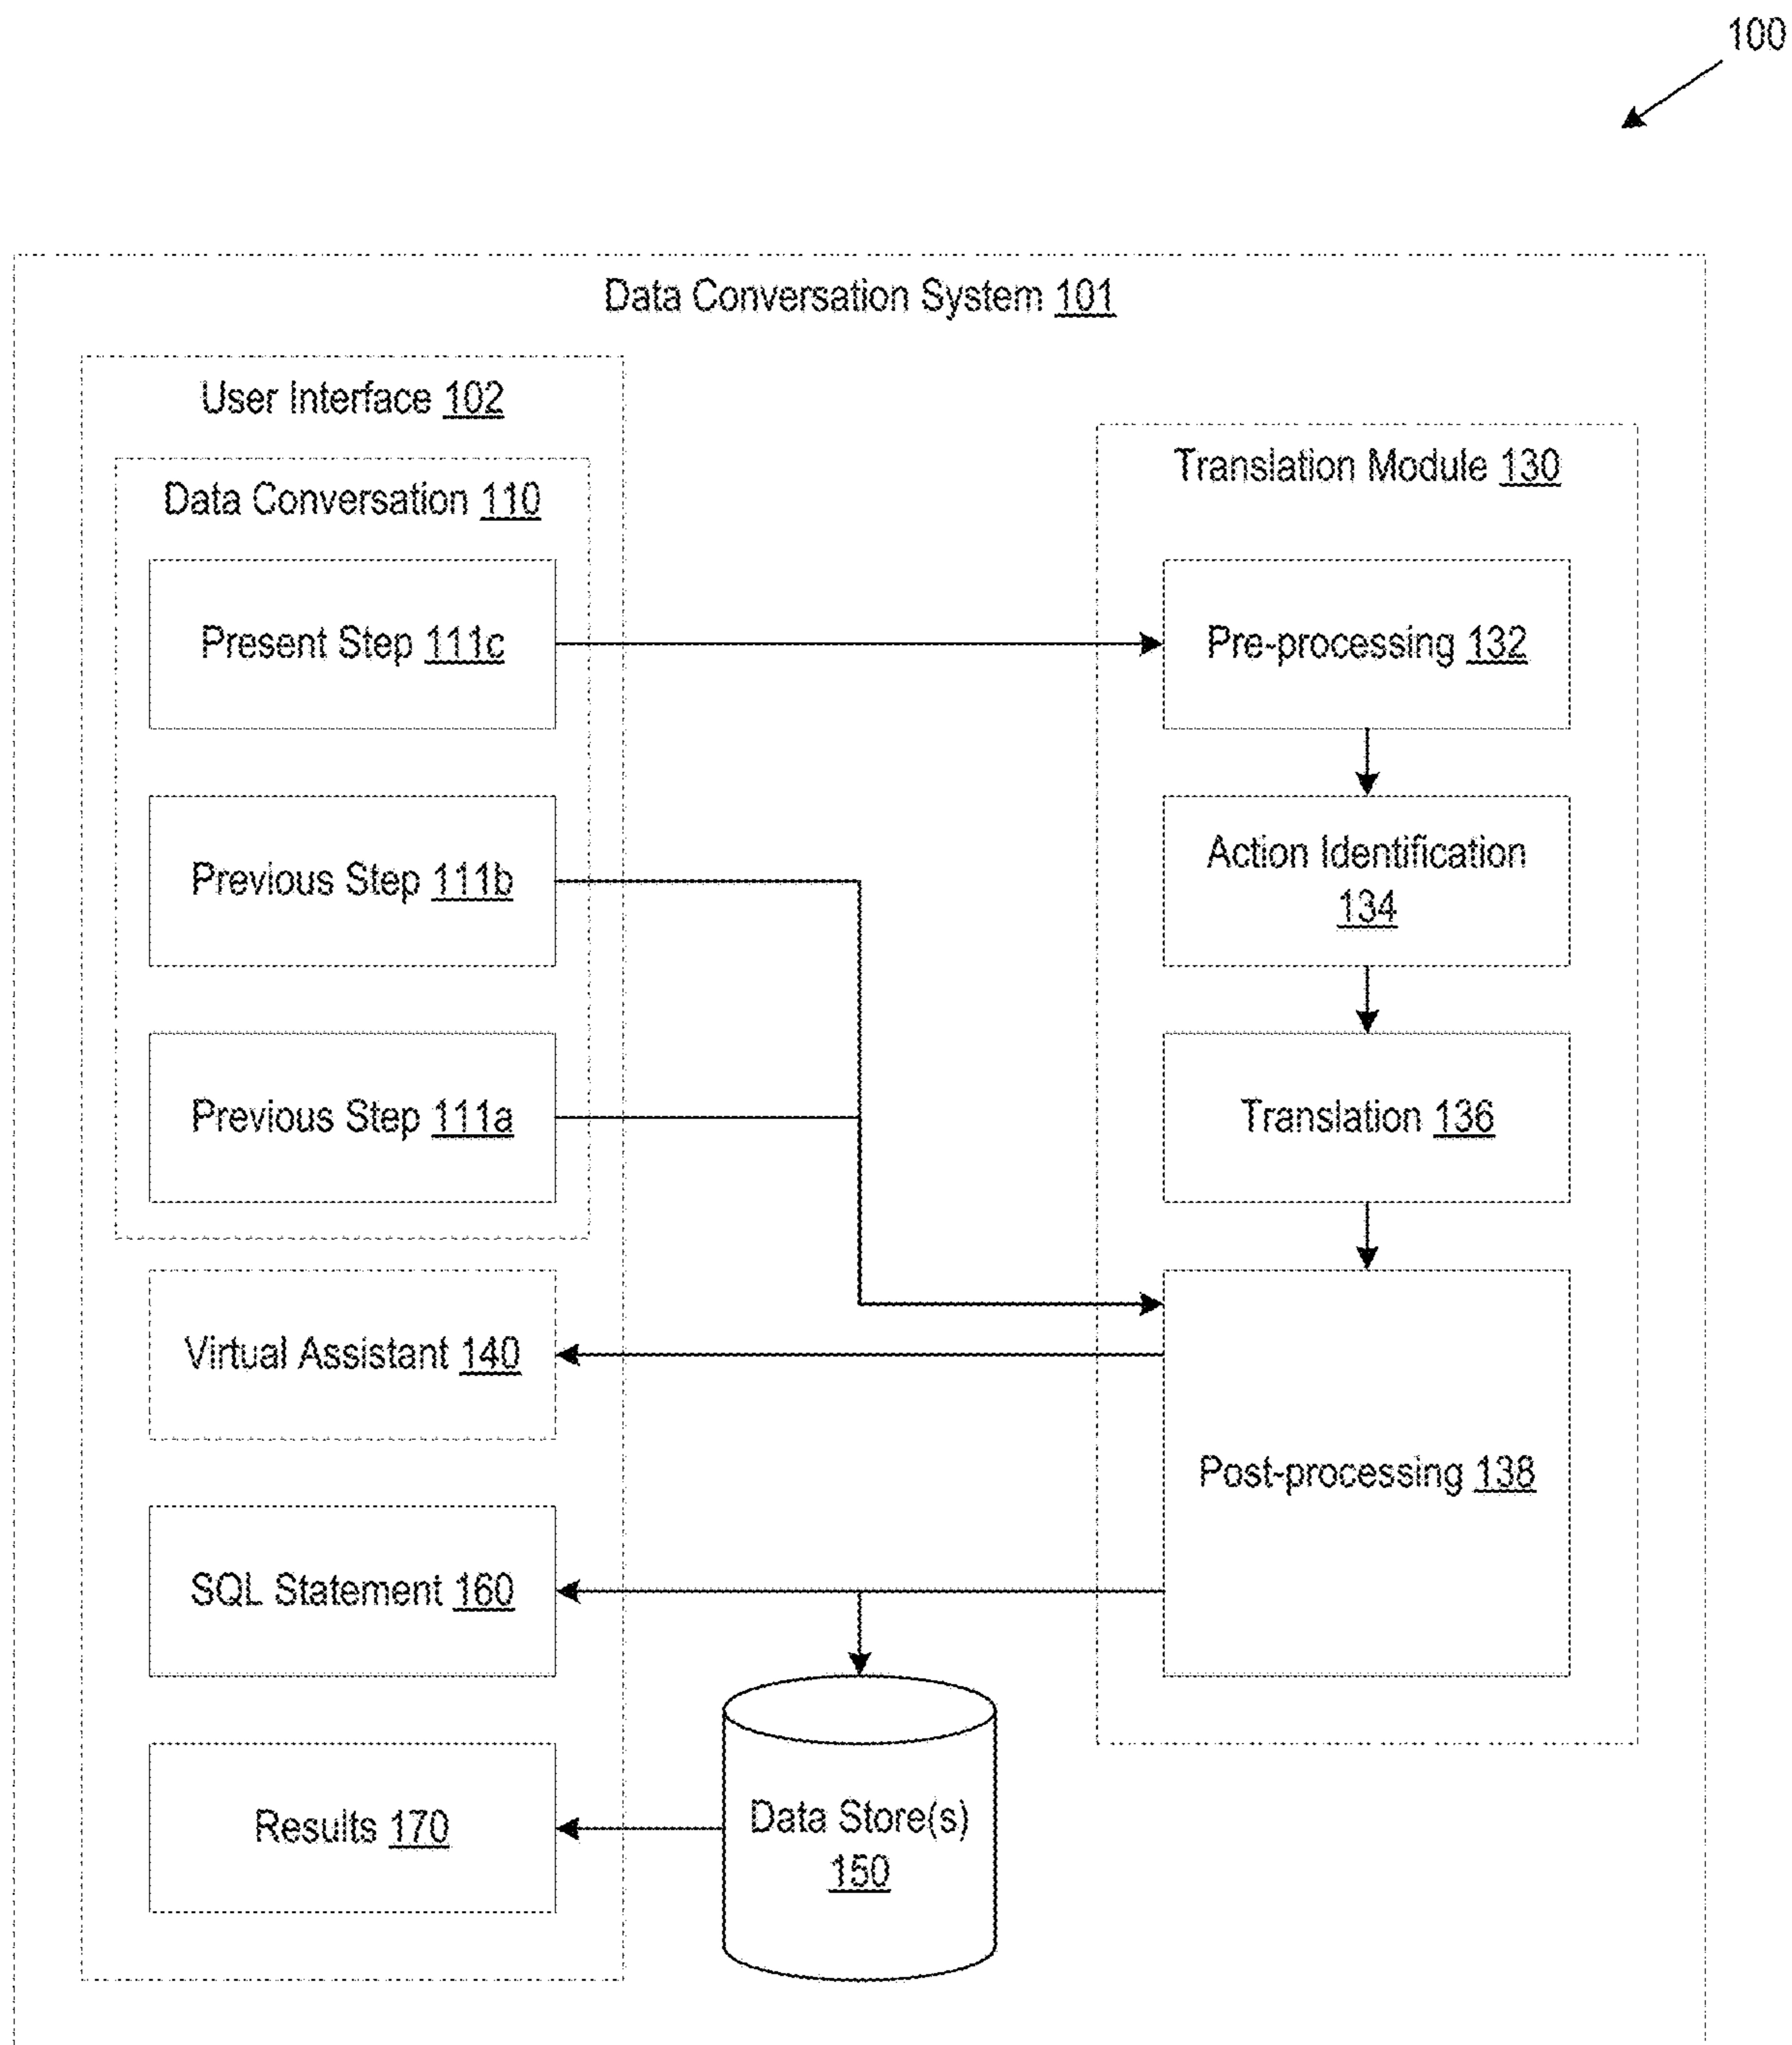 100
Data Conversation System 101
User Interface 102
Data Conversation 110
Present Step 111c
Previous Step 111b
Previous Step 111a
Virtual Assistant 140
SQL Statement 160
Results 170
Data Store(s)
150
Translation Module 130
Pre-processing 132
Action Identification
134
Translation 136
Post-processing 138